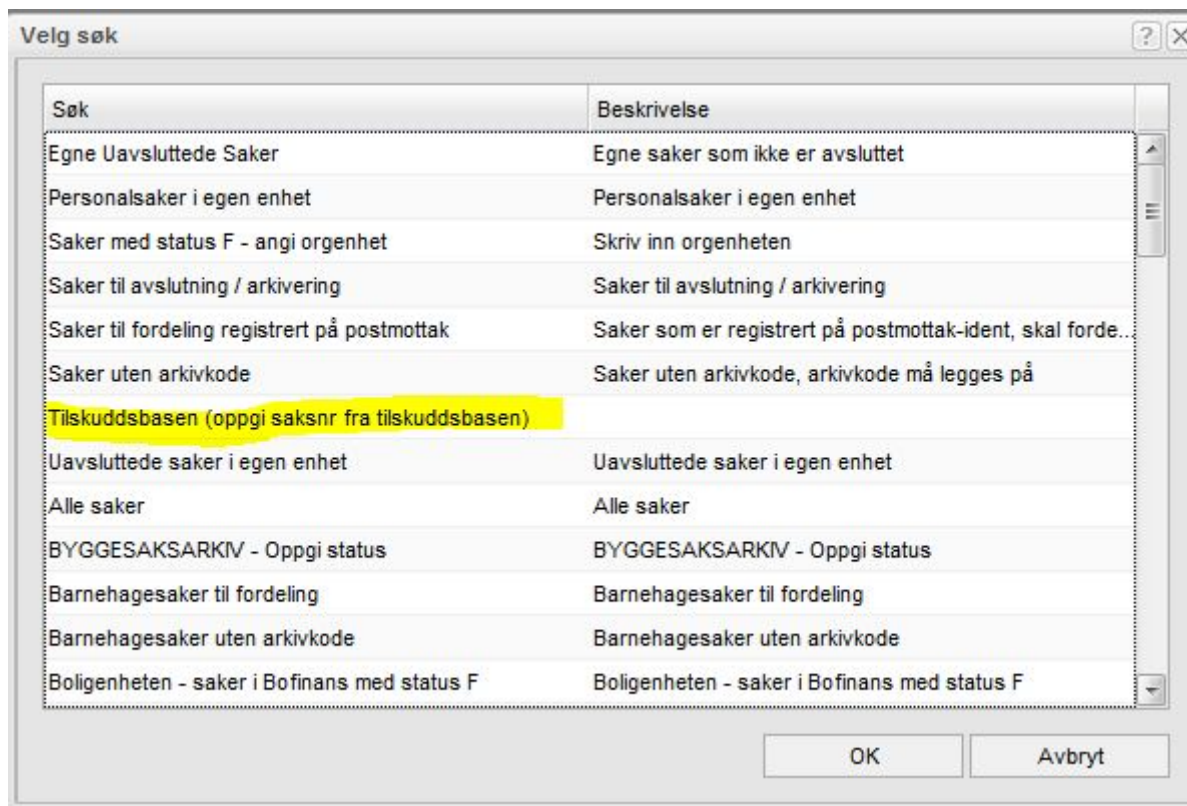 Velg søk
Søk Beskrivelse
Egne Uavsluttede Saker Egne saker som ikke er avsluttet
Personalsaker i egen enhet Personalsaker i egen enhet
Saker med status F - angi orgenhet Skriv inn orgenheten
Saker til avslutning / arkivering Saker til avslutning / arkivering
Saker til fordeling registrert på postmottak Saker som er registrert på postmottak-ident, skal forde...
Saker uten arkivkode Saker uten arkivkode, arkivkode må legges på
Tilskuddsbasen (oppgi saksnr fra tilskuddsbasen)
Uavsluttede saker i egen enhet Uavsluttede saker i egen enhet
Alle saker Alle saker
BYGGESAKSARKIV - Oppgi status BYGGESAKSARKIV - Oppgi status
Barnehagesaker til fordeling Barnehagesaker til fordeling
Barnehagesaker uten arkivkode Barnehagesaker uten arkivkode
Boligenheten - saker i Bofinans med status F Boligenheten - saker i Bofinans med status F
OK Avbryt